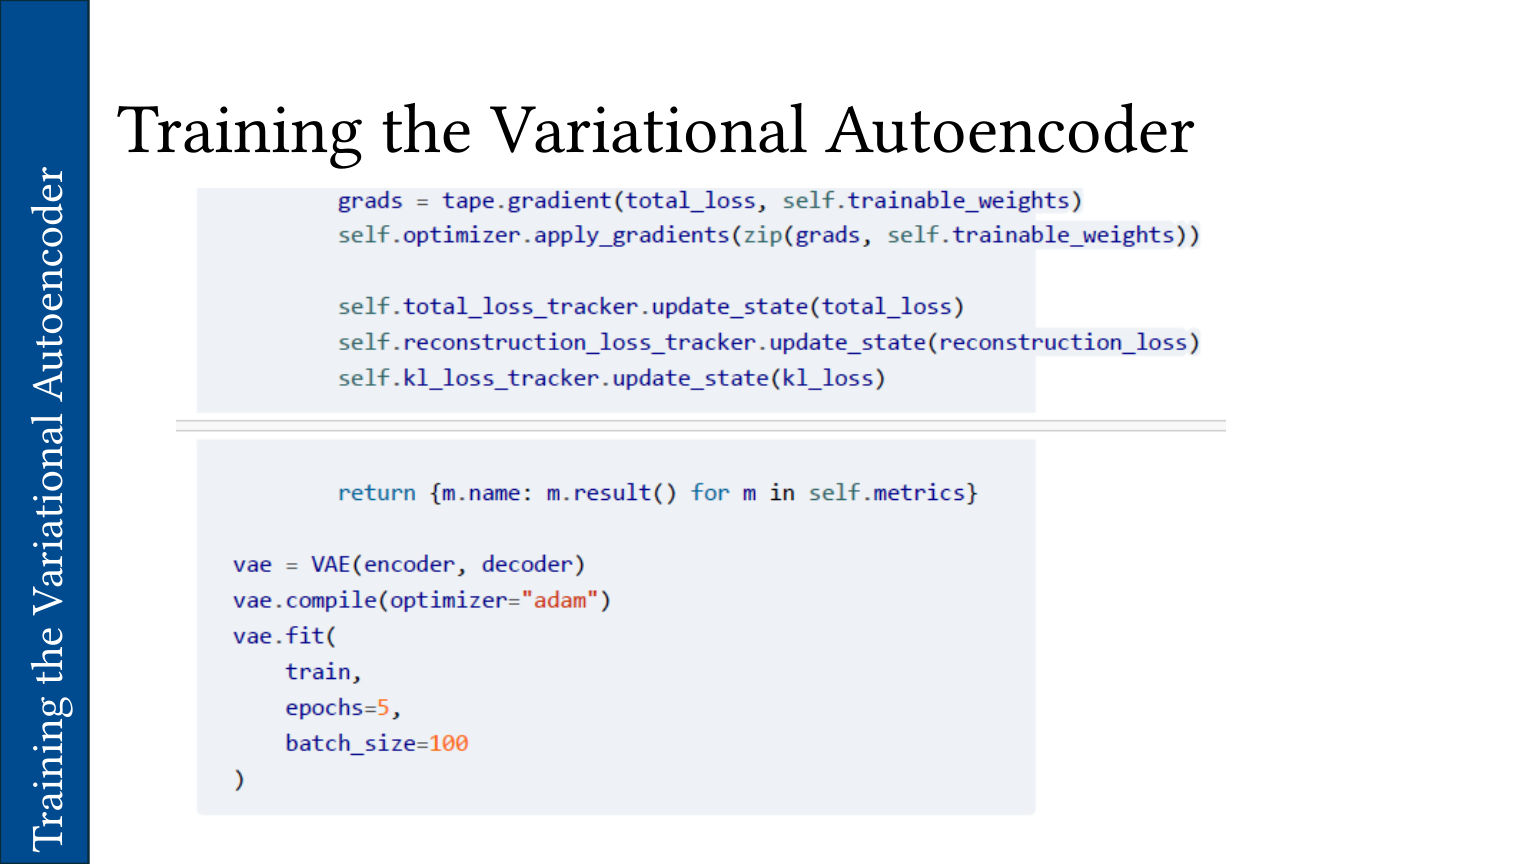 Training the Variational Autoencoder
Training the Variational Autoencoder
grads = tape.gradient(total_loss, self.trainable_weights)
self.optimizer.apply_gradients(zip(grads, self.trainable_weights))
self.total_loss_tracker.update_state(total_loss)
self.reconstruction_loss_tracker.update_state(reconstruction_loss)
self.kl_loss_tracker.update_state(kl_loss)
return {m.name: m.result() for m in self.metrics}
vae = VAE(encoder, decoder)
vae.compile(optimizer="adam")
vae.fit(
train,
epochs=5,
batch_size=100
)